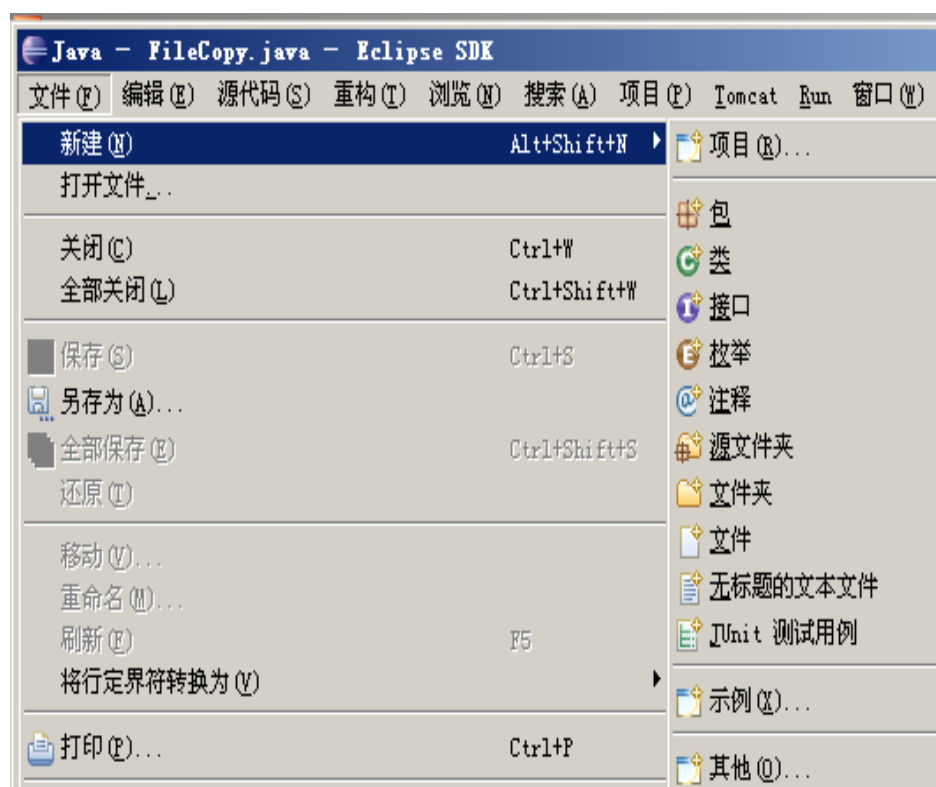 Java - FileCopy.java - Eclipse SDK
文件(F) 编辑(E) 源代码(S) 重构(T) 浏览(N) 搜索(A) 项目(P) Tomcat Run 窗口(W)
新建(N) Alt+Shift+N
打开文件...
关闭(C) Ctrl+W
全部关闭(L) Ctrl+Shift+W
保存(S) Ctrl+S
另存为(A)...
全部保存(E) Ctrl+Shift+S
还原(T)
移动(V)...
重命名(M)...
刷新(F) F5
将行定界符转换为(V)
打印(P)... Ctrl+P
项目(R)...
包
类
接口
枚举
注释
源文件夹
文件夹
文件
无标题的文本文件
JUnit 测试用例
示例(X)...
其他(O)...